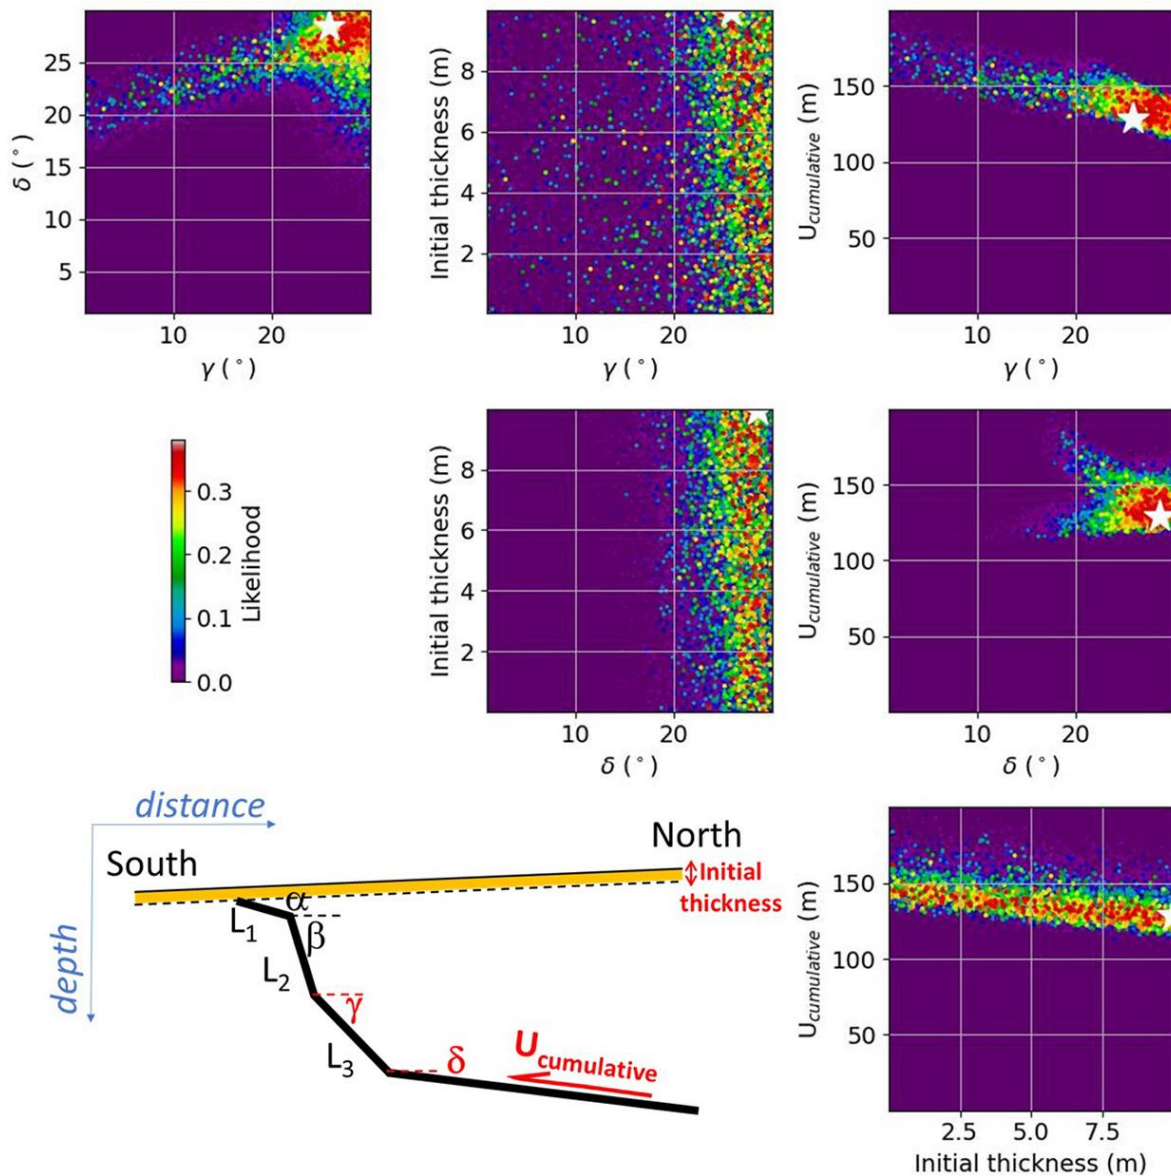 25
20
15
10
5
δ (°)
10
20
γ (°)
8
6
4
2
Initial thickness (m)
10
20
γ (°)
150
100
50
U_cumulative (m)
10
20
γ (°)
0.3
0.2
0.1
0.0
Likelihood
8
6
4
2
Initial thickness (m)
10
20
δ (°)
150
100
50
U_cumulative (m)
10
20
δ (°)
distance
depth
South
North
Initial
thickness
α
L₁
β
L₂
γ
L₃
δ
U_cumulative
150
100
50
U_cumulative (m)
2.5
5.0
7.5
Initial thickness (m)